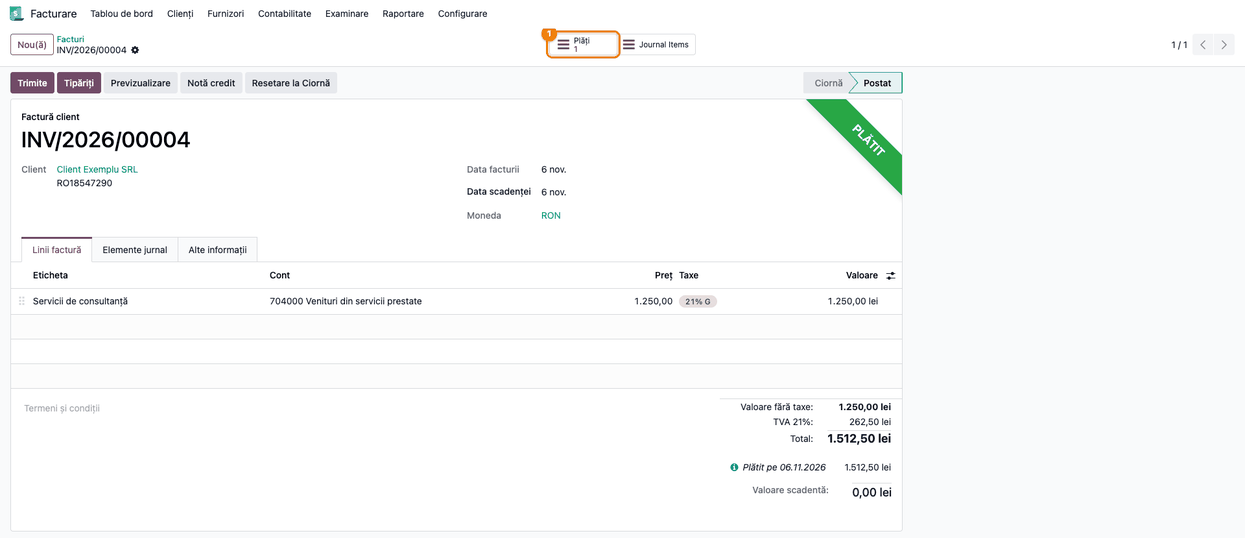 Facturare Tablou de bord Clienți Furnizori Contabilitate Examinare Raportare Configurare
Nou(ă)
Facturi
INV/2026/00004
1
Plăți
1
Journal Items
1 / 1
Trimite Tipăriți Previzualizare Notă credit Resetare la Ciornă
Ciornă Postat
Factură client
INV/2026/00004
PLĂTIT
Client Client Exemplu SRL
RO18547290
Data facturii 6 nov.
Data scadenței 6 nov.
Moneda RON
Linii factură Elemente jurnal Alte informații
Eticheta Cont Preț Taxe Valoare
Servicii de consultanță 704000 Venituri din servicii prestate 1.250,00 21% G 1.250,00 lei
Termeni și condiții
Valoare fără taxe: 1.250,00 lei
TVA 21%: 262,50 lei
Total: 1.512,50 lei
Plătit pe 06.11.2026 1.512,50 lei
Valoare scadentă: 0,00 lei